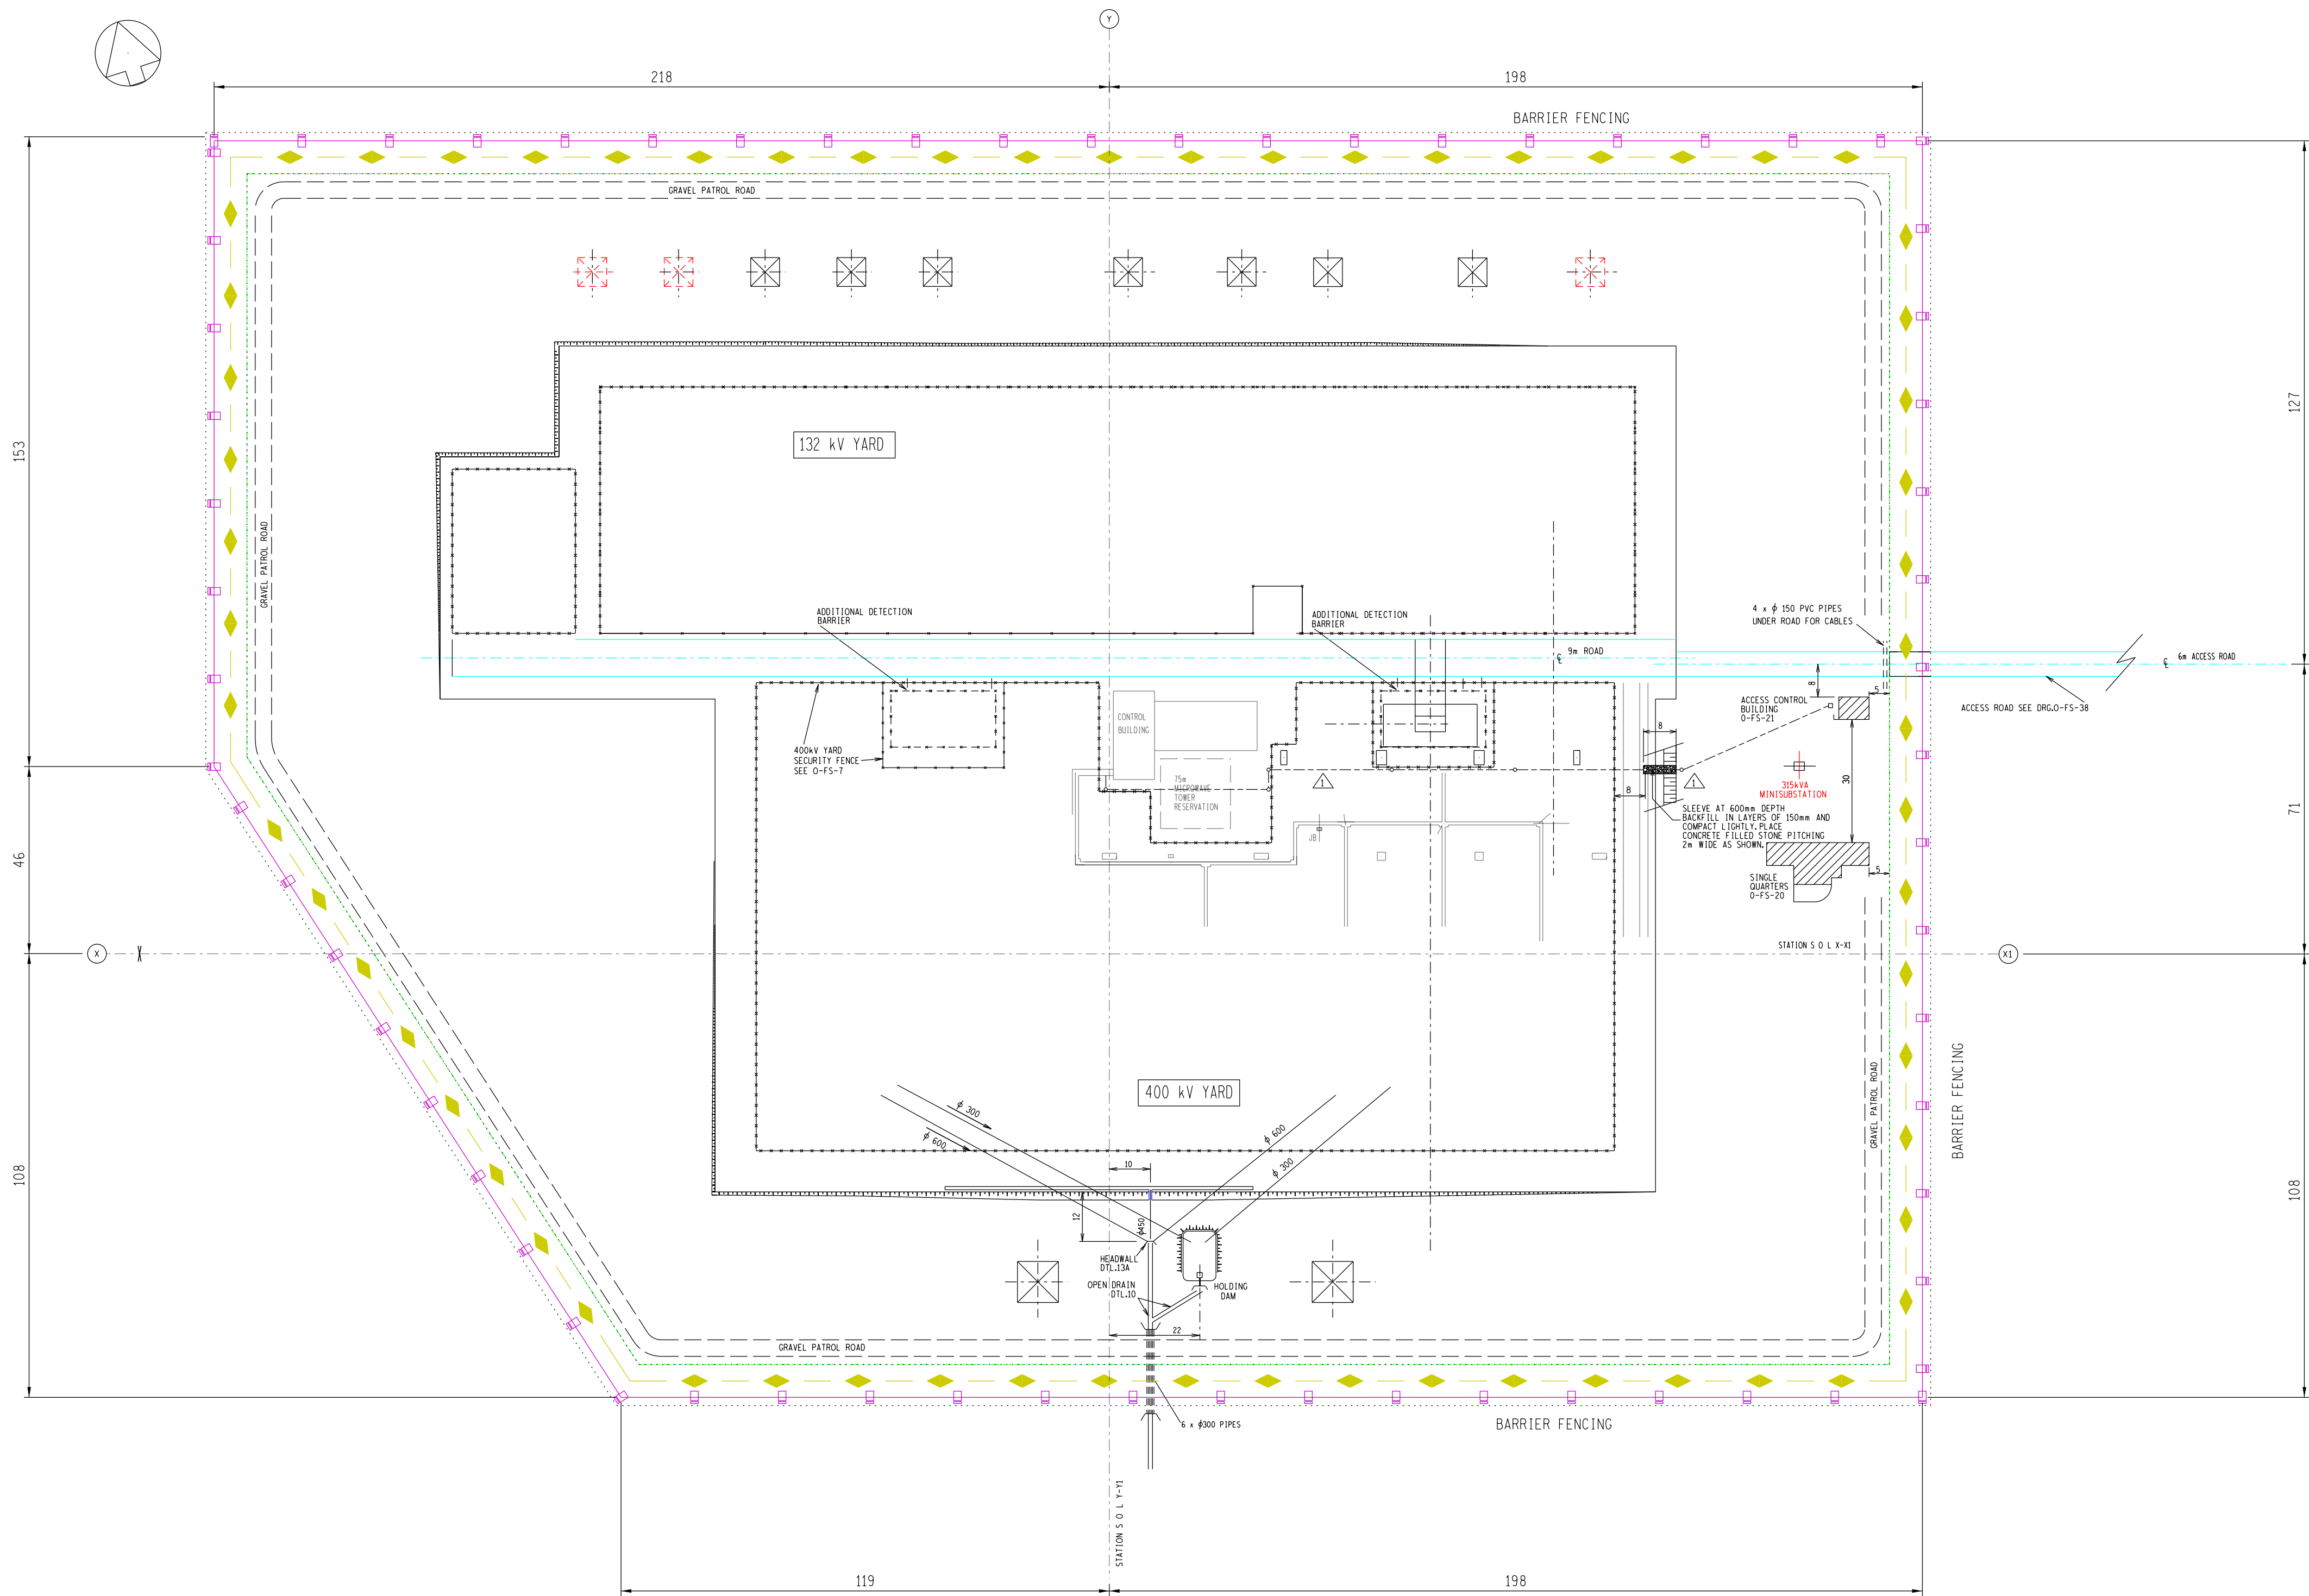 Y
218
198
BARRIER FENCING
GRAVEL PATROL ROAD
153
127
132 kV YARD
GRAVEL PATROL ROAD
ADDITIONAL DETECTION
BARRIER
ADDITIONAL DETECTION
BARRIER
4 x ϕ 150 PVC PIPES
UNDER ROAD FOR CABLES
℄ 9m ROAD
℄ 6m ACCESS ROAD
8
5
ACCESS CONTROL
BUILDING
0-FS-21
ACCESS ROAD SEE DRG.0-FS-38
CONTROL
BUILDING
8
400kV YARD
SECURITY FENCE
SEE 0-FS-7
75m
MICROWAVE
TOWER
RESERVATION
1
1
30
315kVA
MINISUBSTATION
8
SLEEVE AT 600mm DEPTH
BACKFILL IN LAYERS OF 150mm AND
COMPACT LIGHTLY. PLACE
CONCRETE FILLED STONE PITCHING
2m WIDE AS SHOWN.
71
JB
46
5
SINGLE
QUARTERS
0-FS-20
STATION S O L X-X1
X
X1
BARRIER FENCING
GRAVEL PATROL ROAD
400 kV YARD
ϕ 300
ϕ 600
ϕ 600
ϕ 300
10
108
108
12
ϕ450
HEADWALL
DTL.13A
OPEN DRAIN
DTL.10
HOLDING
DAM
22
GRAVEL PATROL ROAD
6 x ϕ300 PIPES
BARRIER FENCING
STATION S O L Y-Y1
119
198